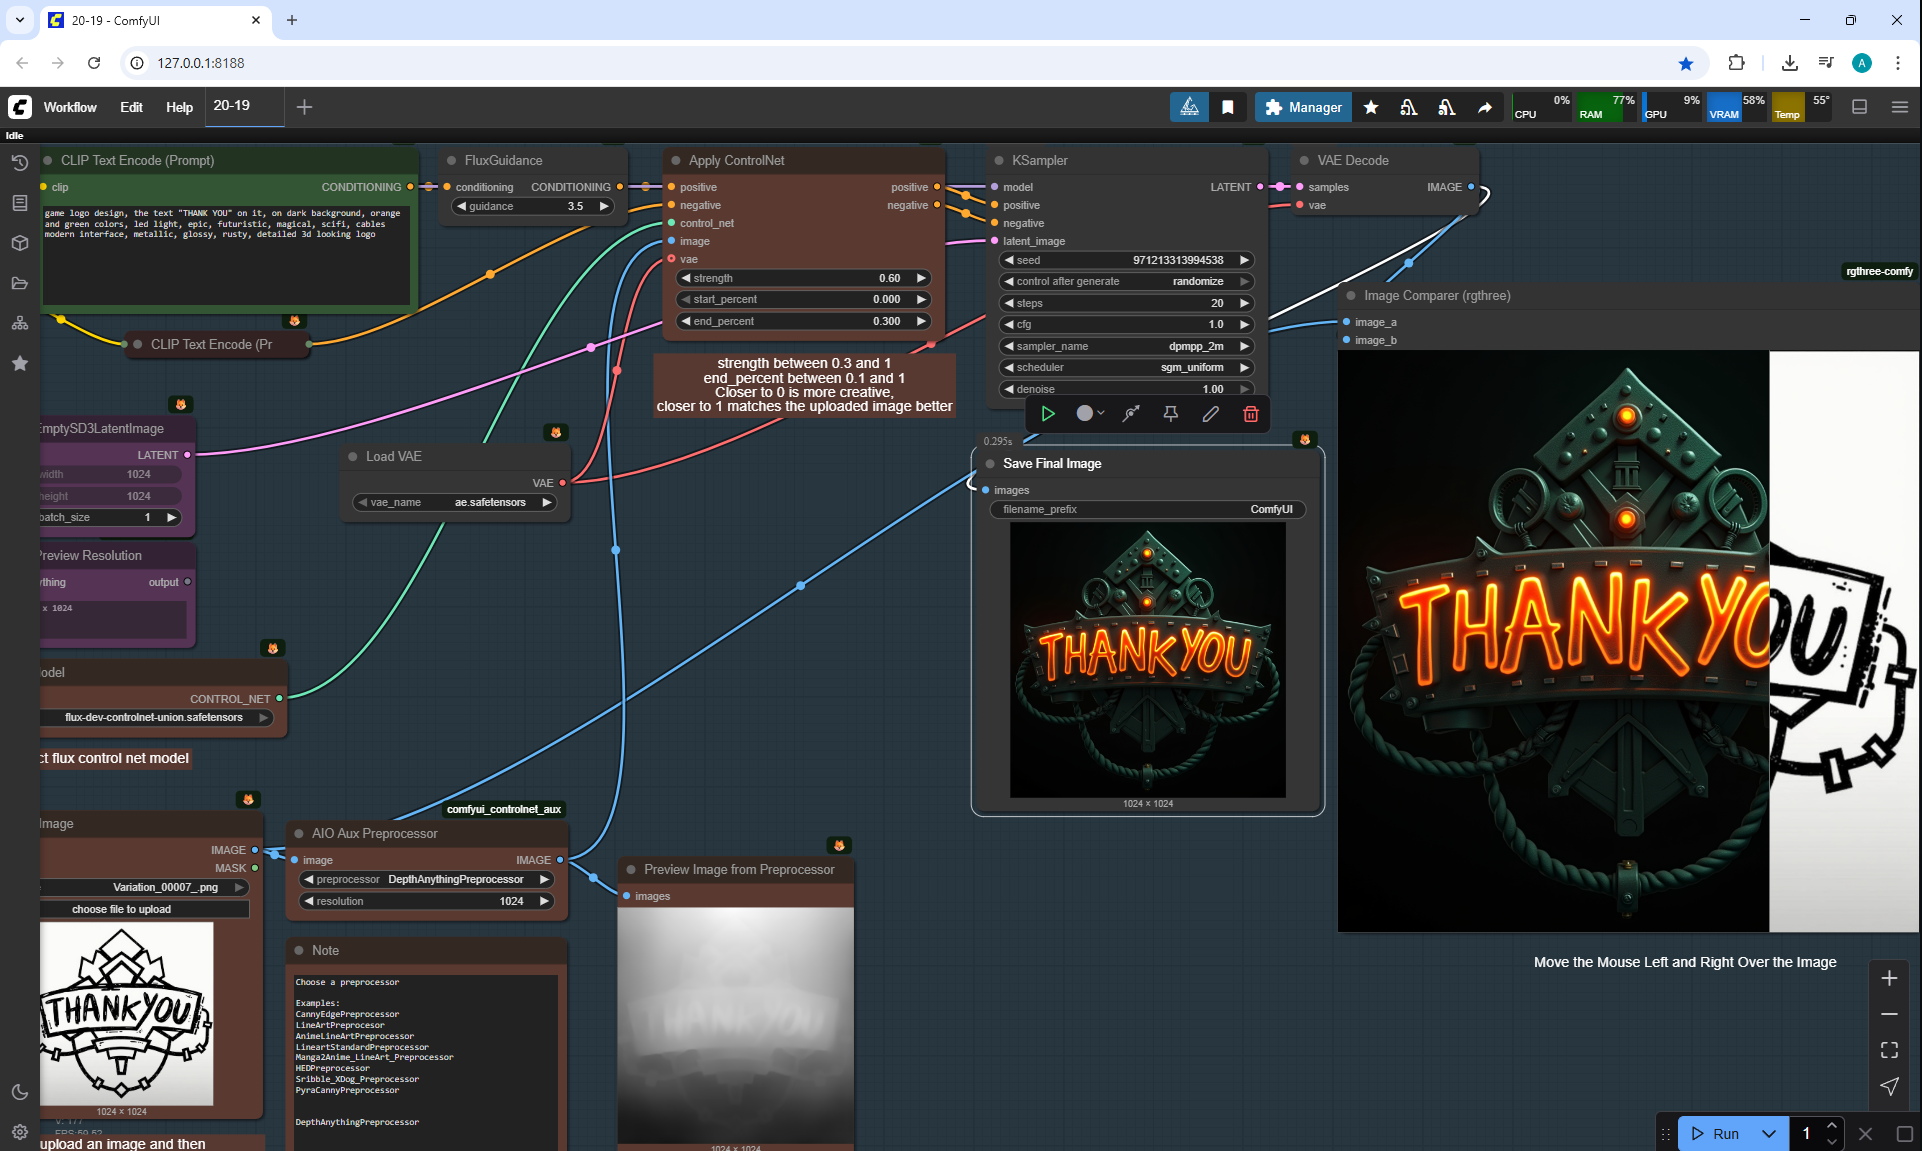 20-19 - ComfyUI
127.0.0.1:8188
A
Workflow
Edit
Help
20-19
Manager
CPU 0%
RAM 77%
GPU 9%
VRAM 58%
Temp 55°
Idle
CLIP Text Encode (Prompt)
clip
CONDITIONING
game logo design, the text "THANK YOU" on it, on dark background, orange
and green colors, led light, epic, futuristic, magical, scifi, cables
modern interface, metallic, glossy, rusty, detailed 3d looking logo
FluxGuidance
conditioning
CONDITIONING
guidance 3.5
Apply ControlNet
positive
positive
negative
negative
control_net
image
vae
strength 0.60
start_percent 0.000
end_percent 0.300
strength between 0.3 and 1
end_percent between 0.1 and 1
Closer to 0 is more creative,
closer to 1 matches the uploaded image better
KSampler
model
LATENT
positive
negative
latent_image
seed 971213313994538
control after generate randomize
steps 20
cfg 1.0
sampler_name dpmpp_2m
scheduler sgm_uniform
denoise 1.00
VAE Decode
samples
IMAGE
vae
rgthree-comfy
Image Comparer (rgthree)
image_a
image_b
THANK YO
OU
Move the Mouse Left and Right Over the Image
CLIP Text Encode (Pr
EmptySD3LatentImage
LATENT
width 1024
height 1024
batch_size 1
Preview Resolution
thing
output
x 1024
Load VAE
VAE
vae_name ae.safetensors
0.295s
Save Final Image
images
filename_prefix ComfyUI
THANK YOU
1024 × 1024
odel
CONTROL_NET
flux-dev-controlnet-union.safetensors
ct flux control net model
Image
IMAGE
MASK
Variation_00007_.png
choose file to upload
THANK YOU
1024 × 1024
upload an image and then
comfyui_controlnet_aux
AIO Aux Preprocessor
image
IMAGE
preprocessor DepthAnythingPreprocessor
resolution 1024
Note
Choose a preprocessor
Examples:
CannyEdgePreprocessor
LineArtPreprocesor
AnimeLineArtPreprocessor
LineartStandardPreprocessor
Manga2Anime_LineArt_Preprocessor
HEDPreprocessor
Sribble_XDog_Preprocessor
PyraCannyPreprocessor
DepthAnythingPreprocessor
Preview Image from Preprocessor
images
THANK YOU
1024 × 1024
Run
1